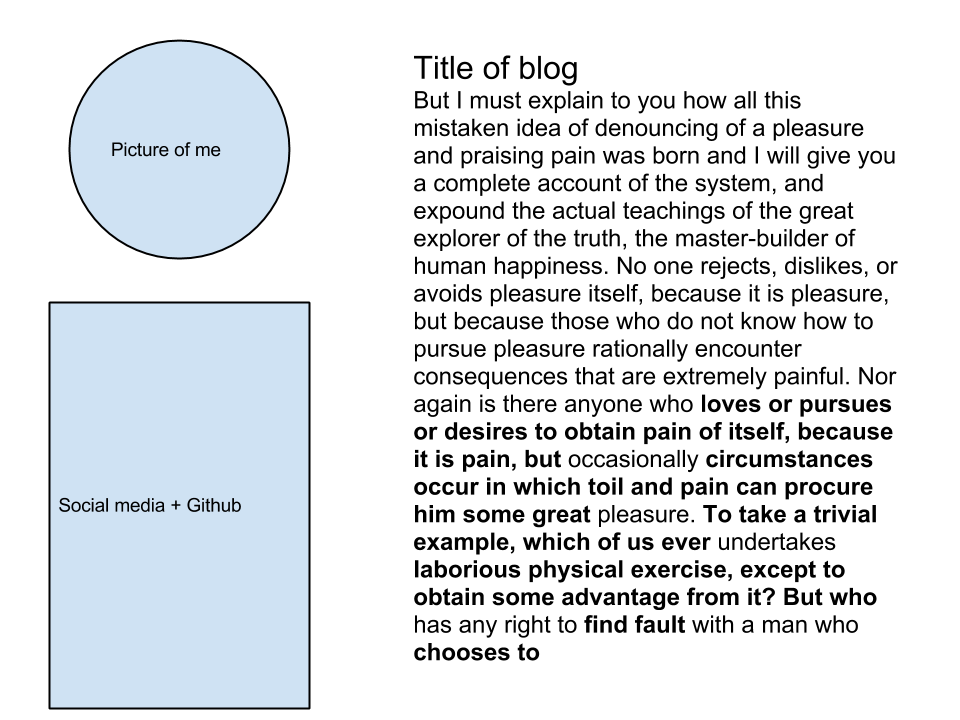 Picture of me
Social media + Github
Title of blog
But I must explain to you how all this
mistaken idea of denouncing of a pleasure
and praising pain was born and I will give you
a complete account of the system, and
expound the actual teachings of the great
explorer of the truth, the master-builder of
human happiness. No one rejects, dislikes, or
avoids pleasure itself, because it is pleasure,
but because those who do not know how to
pursue pleasure rationally encounter
consequences that are extremely painful. Nor
again is there anyone who loves or pursues
or desires to obtain pain of itself, because
it is pain, but occasionally circumstances
occur in which toil and pain can procure
him some great pleasure. To take a trivial
example, which of us ever undertakes
laborious physical exercise, except to
obtain some advantage from it? But who
has any right to find fault with a man who
chooses to